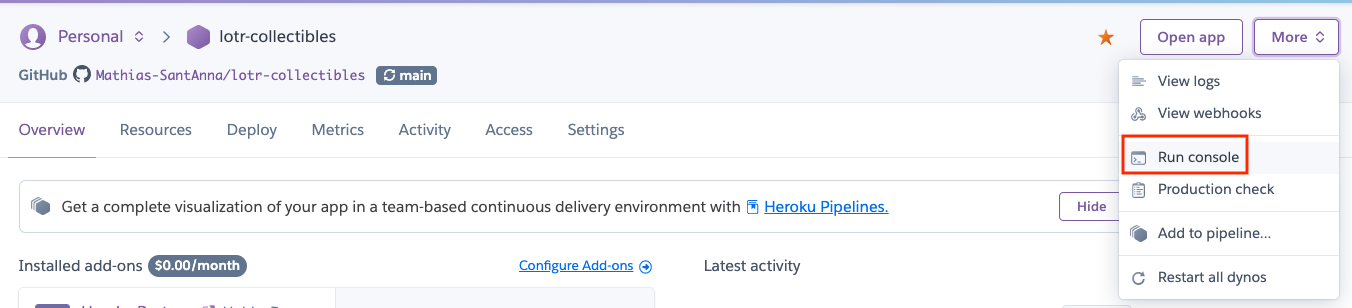 Personal lotr-collectibles Open app More
GitHub Mathias-SantAnna/lotr-collectibles main
View logs
View webhooks
Overview Resources Deploy Metrics Activity Access Settings
Run console
Production check
Get a complete visualization of your app in a team-based continuous delivery environment with Heroku Pipelines. Hide
Add to pipeline...
Installed add-ons $0.00/month Configure Add-ons Latest activity
Restart all dynos